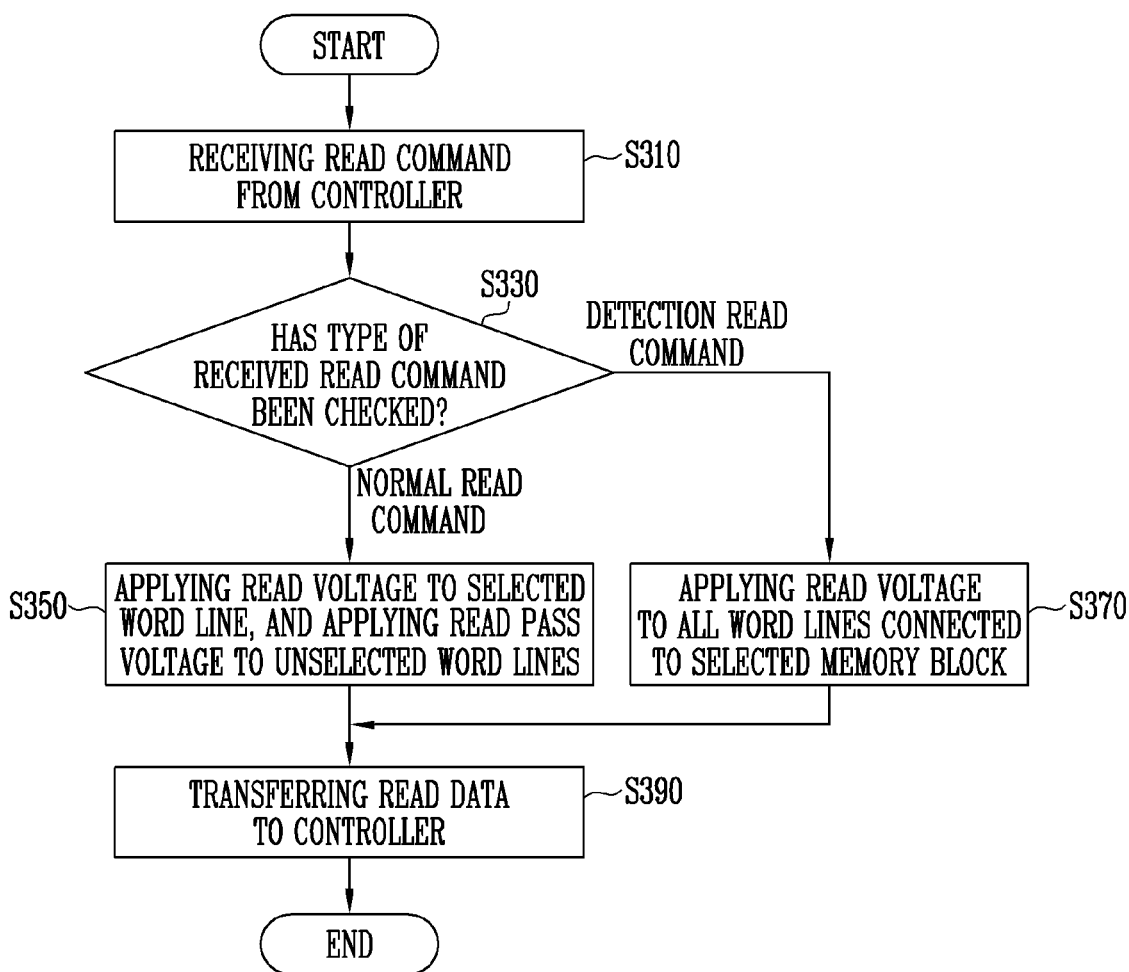 START
RECEIVING READ COMMAND
FROM CONTROLLER
S310
S330
HAS TYPE OF
RECEIVED READ COMMAND
BEEN CHECKED?
DETECTION READ
COMMAND
NORMAL READ
COMMAND
S350
APPLYING READ VOLTAGE TO SELECTED
WORD LINE, AND APPLYING READ PASS
VOLTAGE TO UNSELECTED WORD LINES
APPLYING READ VOLTAGE
TO ALL WORD LINES CONNECTED
TO SELECTED MEMORY BLOCK
S370
TRANSFERRING READ DATA
TO CONTROLLER
S390
END